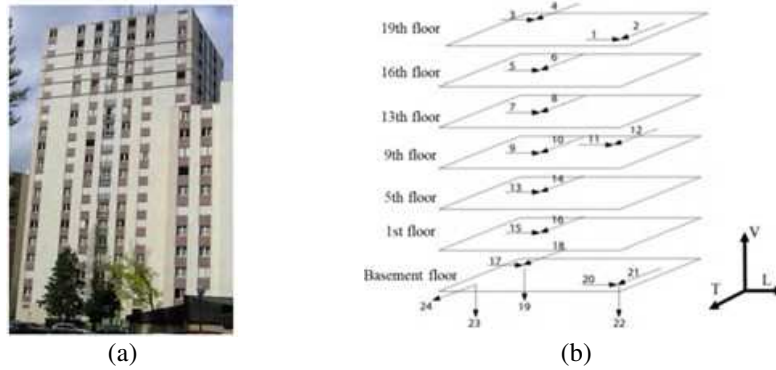 3 4
19th floor
1 2
5 6
16th floor
7 8
13th floor
9 10 11 12
9th floor
13 14
5th floor
15 16
1st floor
17 18
Basement floor
20 21
24 23 19 22
V
T L
(a) (b)